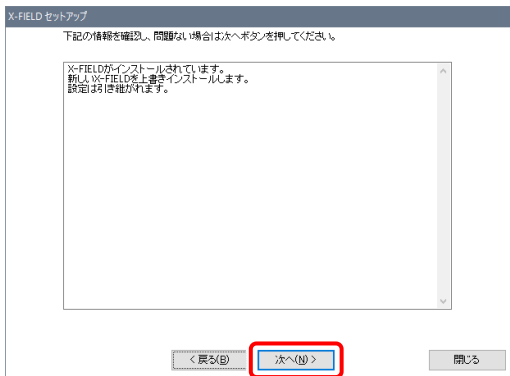 X-FIELD セットアップ
下記の情報を確認し、問題ない場合は次へボタンを押してください。
X-FIELDがインストールされています。
新しいX-FIELDを上書きインストールします。
設定は引き継がれます。
< 戻る(B)
次へ(N) >
閉じる